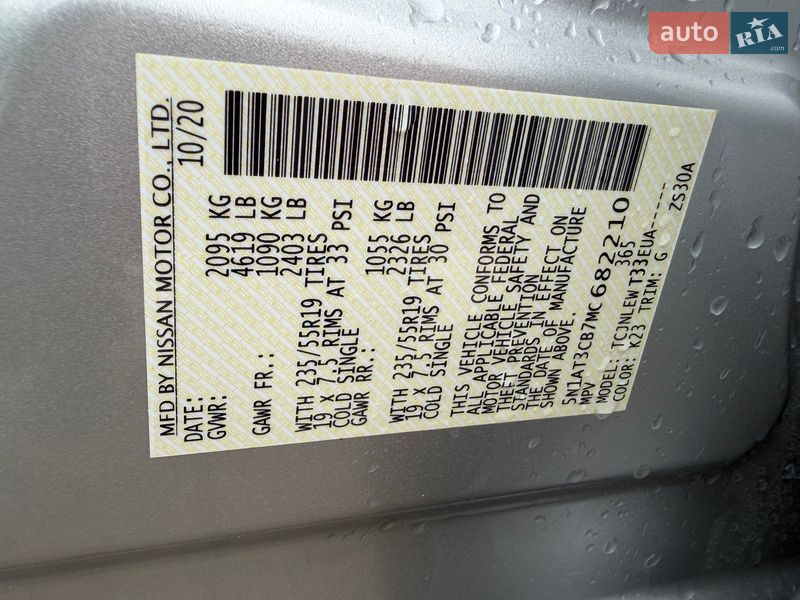 MFD BY NISSAN MOTOR CO., LTD.
DATE: 10/20
GVWR: 2095 KG
4619 LB
GAWR FR.: 1090 KG
2403 LB
WITH 235/55R19 TIRES
19 X 7.5 RIMS AT 33 PSI
COLD SINGLE
GAWR RR.: 1055 KG
2326 LB
WITH 235/55R19 TIRES
19 X 7.5 RIMS AT 30 PSI
COLD SINGLE
THIS VEHICLE CONFORMS TO
ALL APPLICABLE FEDERAL
MOTOR VEHICLE SAFETY AND
THEFT PREVENTION
STANDARDS IN EFFECT ON
THE DATE OF MANUFACTURE
SHOWN ABOVE.
5N1AT3CB7MC682210
MPV 365
MODEL: TCJNLEWT33EUA-----
COLOR: K23 TRIM: G ZS30A
auto RIA.com